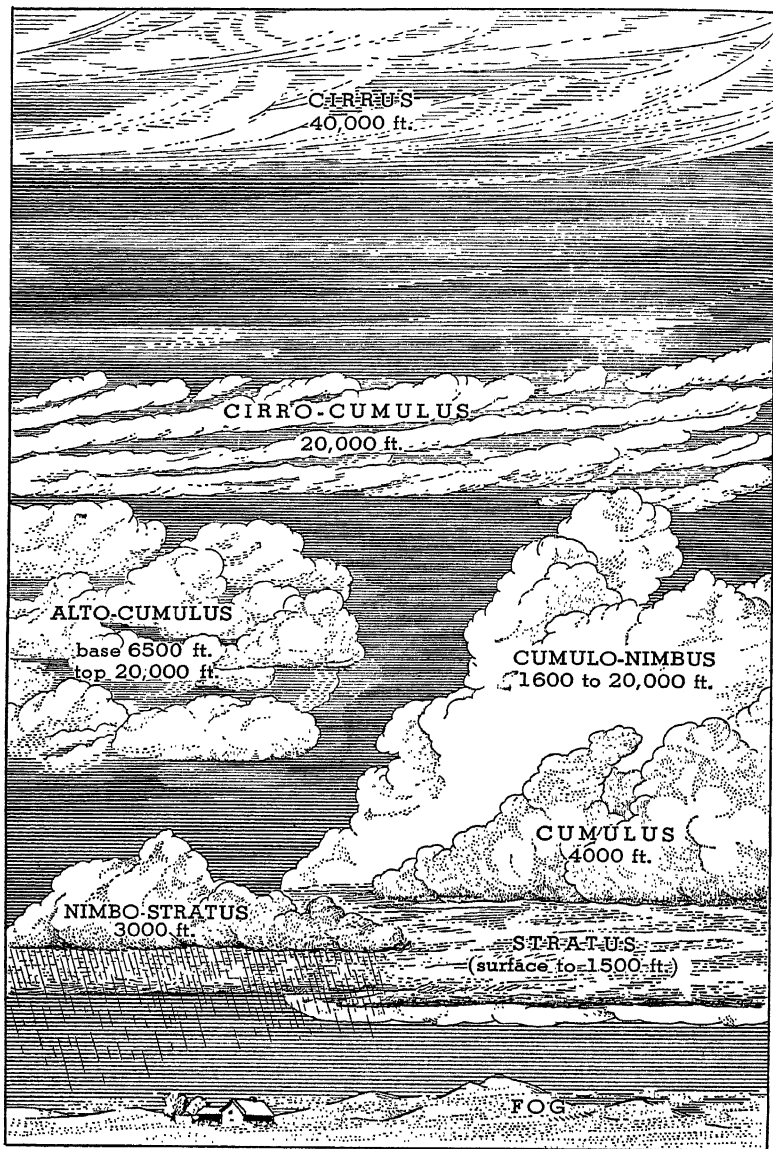 CIRRUS
40,000 ft.
CIRRO-CUMULUS
20,000 ft.
ALTO-CUMULUS
base 6500 ft.
top 20,000 ft.
CUMULO-NIMBUS
1600 to 20,000 ft.
CUMULUS
4000 ft.
NIMBO-STRATUS
3000 ft.
STRATUS
(surface to 1500 ft.)
FOG